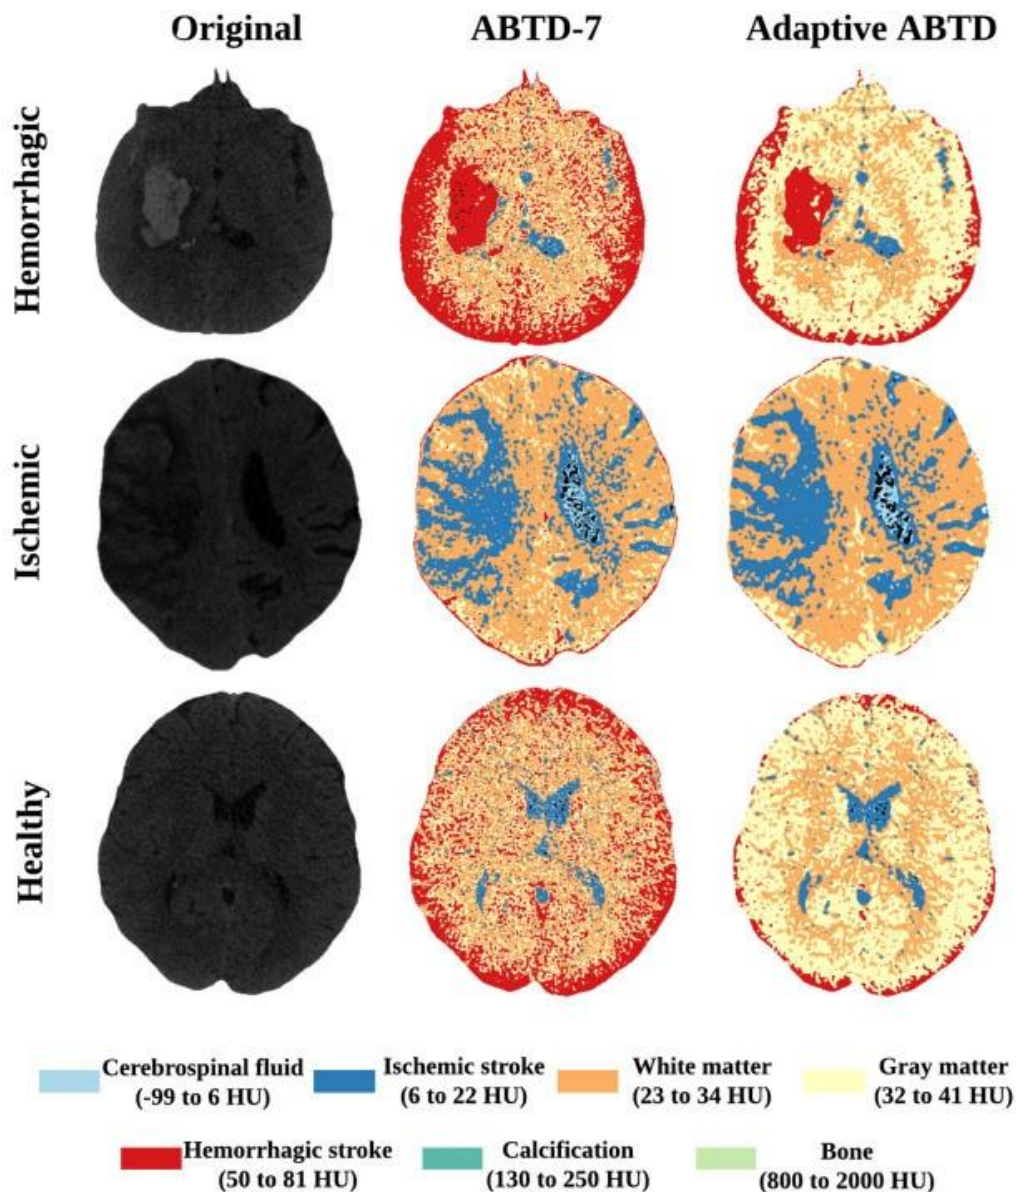 Original ABTD-7 Adaptive ABTD
Hemorrhagic
Ischemic
Healthy
Cerebrospinal fluid Ischemic stroke White matter Gray matter
(-99 to 6 HU) (6 to 22 HU) (23 to 34 HU) (32 to 41 HU)
Hemorrhagic stroke Calcification Bone
(50 to 81 HU) (130 to 250 HU) (800 to 2000 HU)